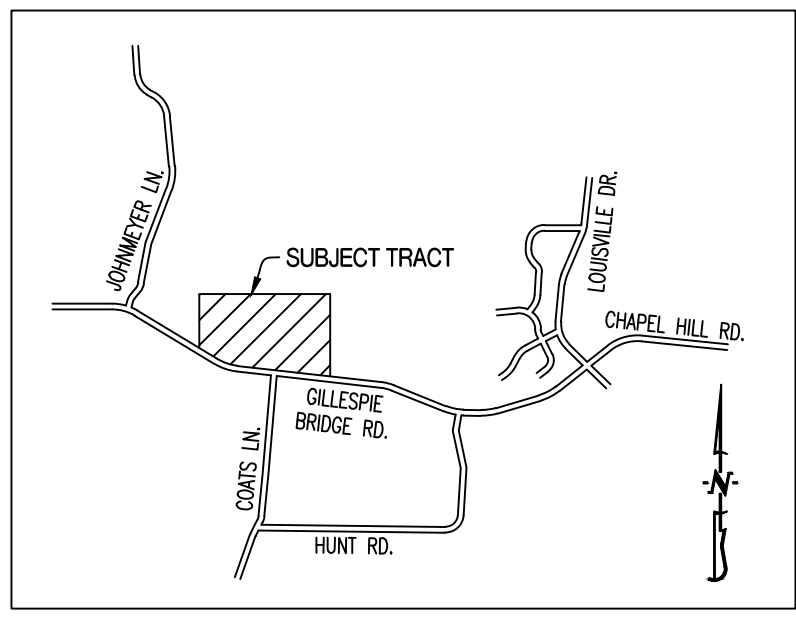 JOHNMEYER LN.
SUBJECT TRACT
LOUISVILLE DR.
CHAPEL HILL RD.
GILLESPIE
BRIDGE RD.
COATS LN.
HUNT RD.
N